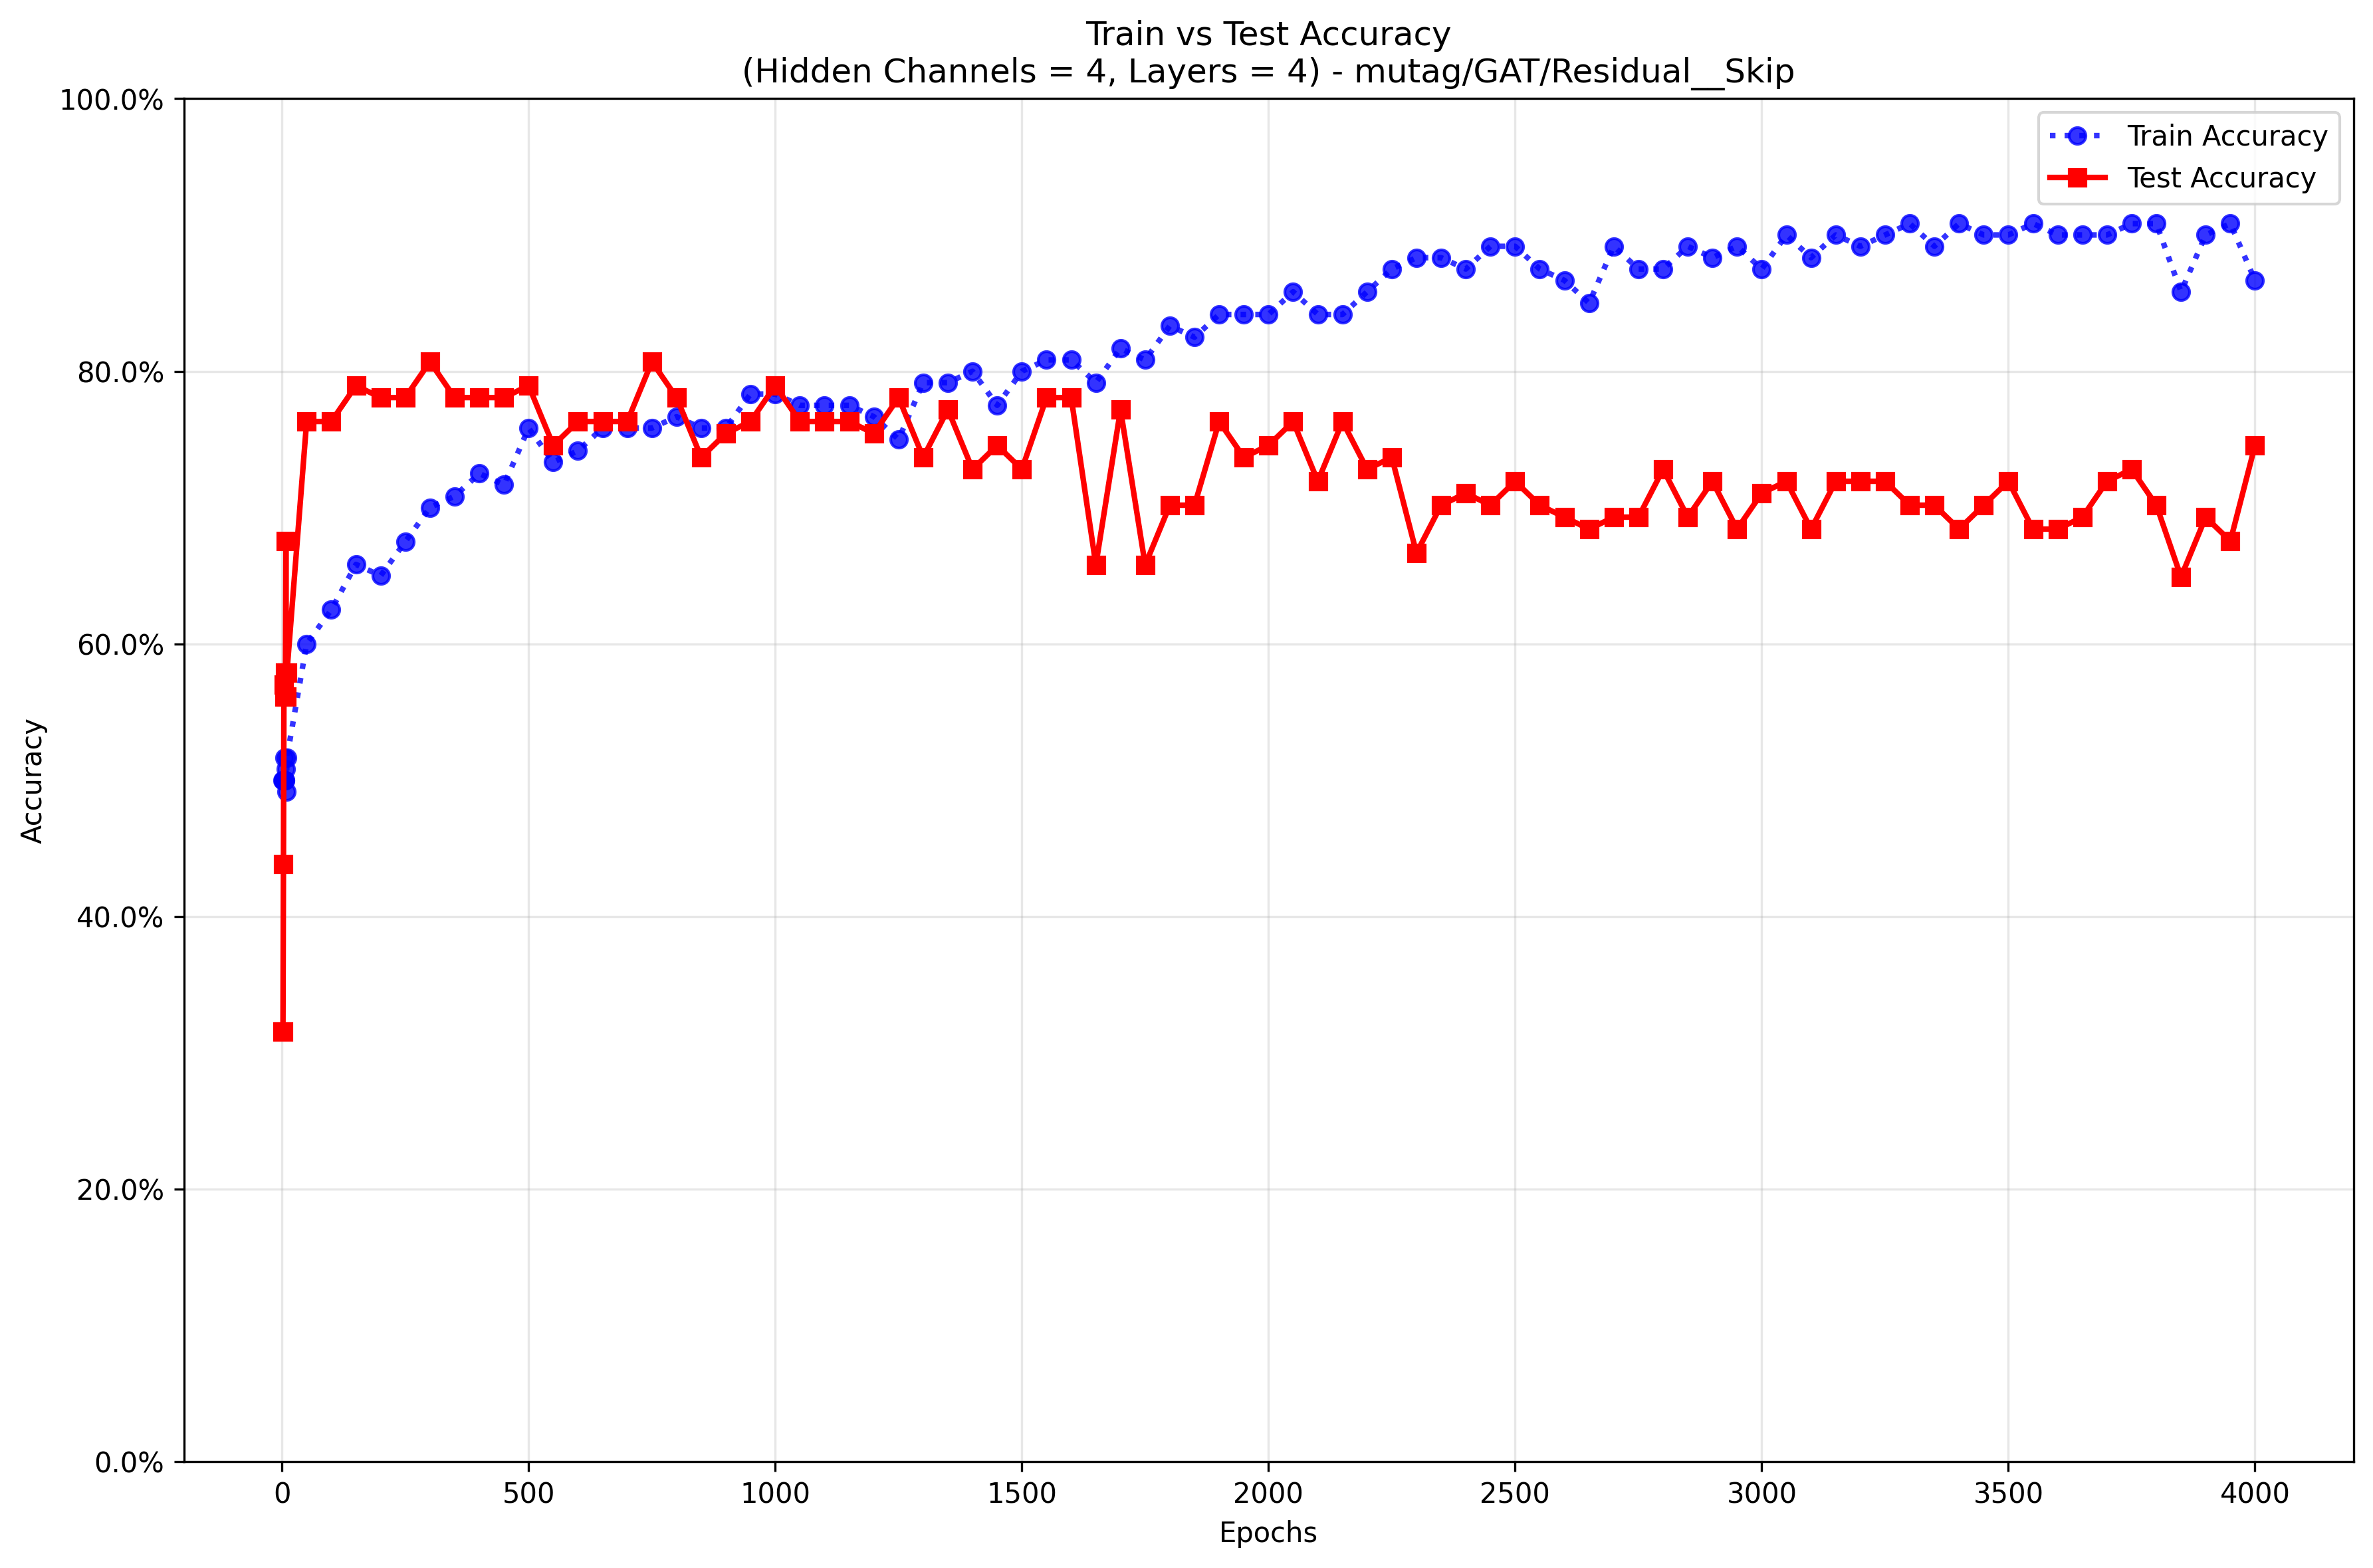 Train vs Test Accuracy
(Hidden Channels = 4, Layers = 4) - mutag/GAT/Residual__Skip
Train Accuracy
Test Accuracy
Accuracy
100.0%
80.0%
60.0%
40.0%
20.0%
0.0%
0 500 1000 1500 2000 2500 3000 3500 4000
Epochs